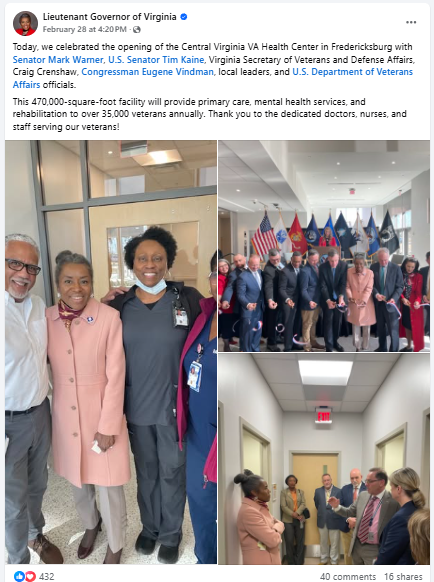 Lieutenant Governor of Virginia
February 28 at 4:20 PM ·
Today, we celebrated the opening of the Central Virginia VA Health Center in Fredericksburg with
Senator Mark Warner, U.S. Senator Tim Kaine, Virginia Secretary of Veterans and Defense Affairs,
Craig Crenshaw, Congressman Eugene Vindman, local leaders, and U.S. Department of Veterans
Affairs officials.
This 470,000-square-foot facility will provide primary care, mental health services, and
rehabilitation to over 35,000 veterans annually. Thank you to the dedicated doctors, nurses, and
staff serving our veterans!
432
40 comments 16 shares